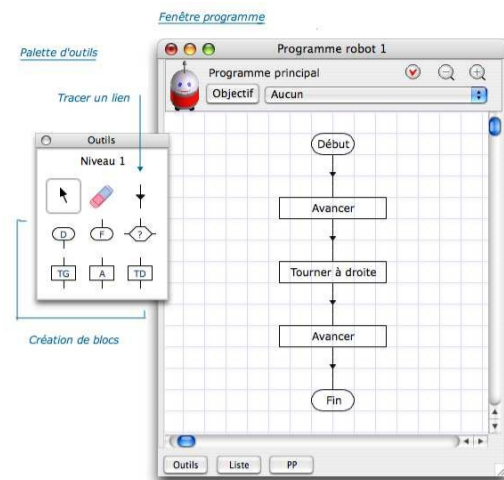 Fenêtre programme
Palette d'outils
Tracer un lien
Programme robot 1
Programme principal
Objectif
Aucun
Outils
Niveau 1
D
F
?
TG
A
TD
Création de blocs
Début
Avancer
Tourner à droite
Avancer
Fin
Outils
Liste
PP